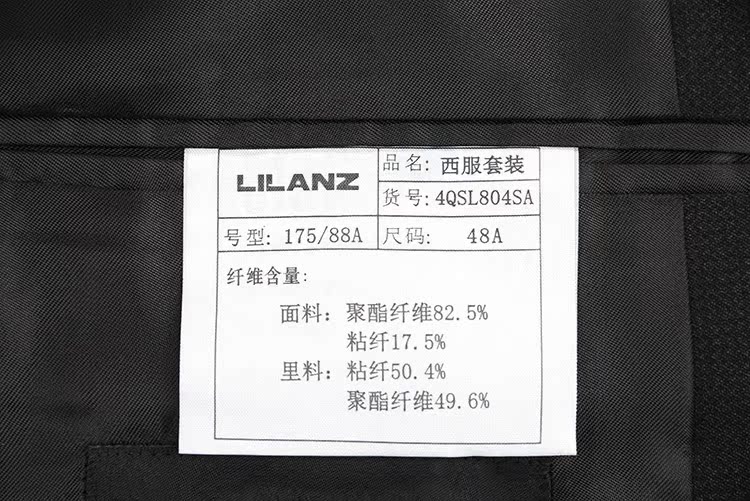 LILANZ
品名: 西服套装
货号: 4QSL804SA
号型: 175/88A 尺码: 48A
纤维含量:
面料: 聚酯纤维82.5%
粘纤17.5%
里料: 粘纤50.4%
聚酯纤维49.6%